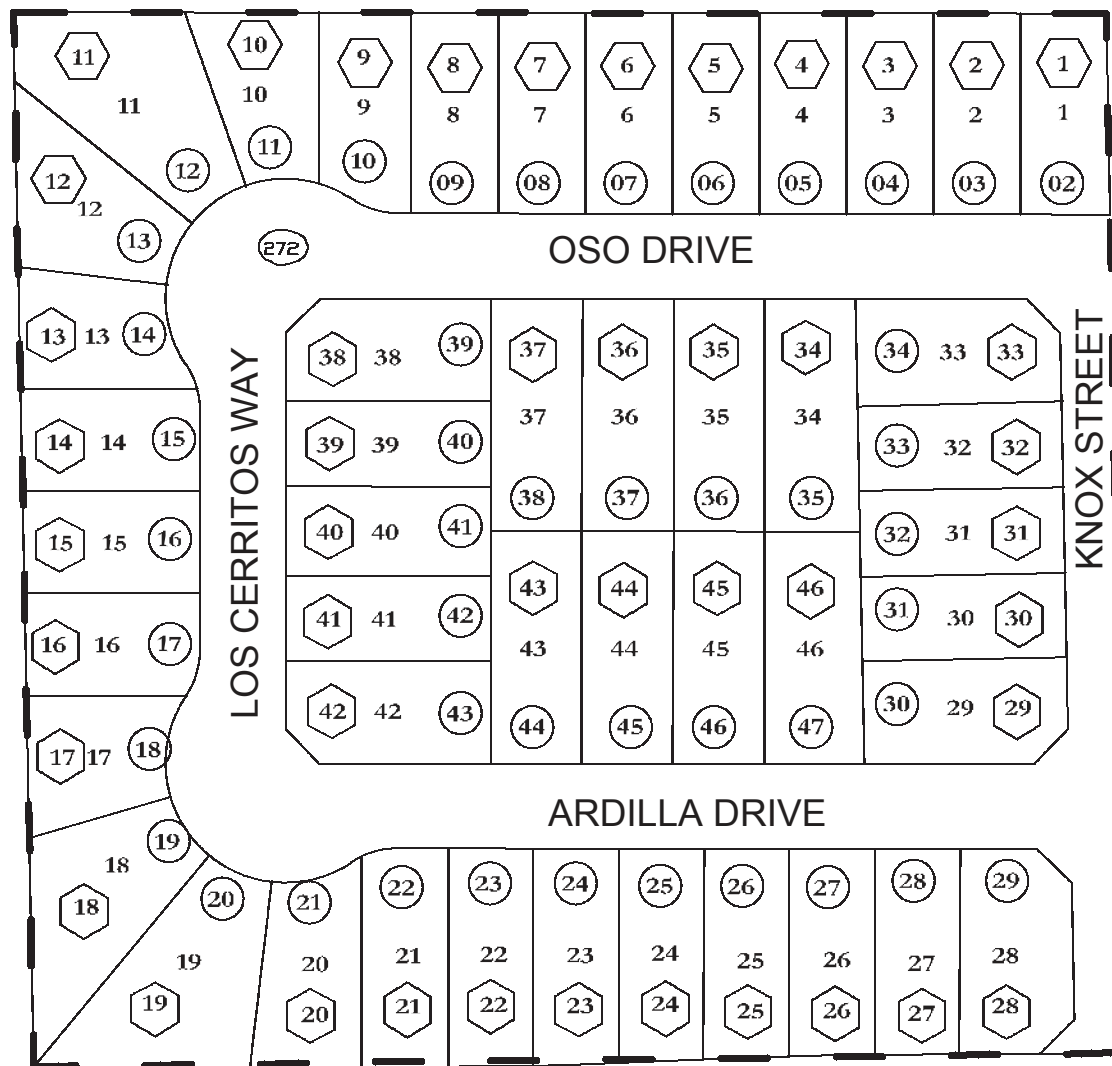 11 10 9 8 7 6 5 4 3 2 1
11 10 9 8 7 6 5 4 3 2 1
12 11 10 09 08 07 06 05 04 03 02
12
12
13
272
OSO DRIVE
13 13 14
14 14 15
15 15 16
16 16 17
17 17 18
LOS CERRITOS WAY
KNOX STREET
38 38 39
39 39 40
40 40 41
41 41 42
42 42 43
37 36 35 34
37 36 35 34
38 37 36 35
43 44 45 46
43 44 45 46
44 45 46 47
34 33 33
33 32 32
32 31 31
31 30 30
30 29 29
ARDILLA DRIVE
19
18
18
20 21 22 23 24 25 26 27 28 29
19 20 21 22 23 24 25 26 27 28
19 20 21 22 23 24 25 26 27 28